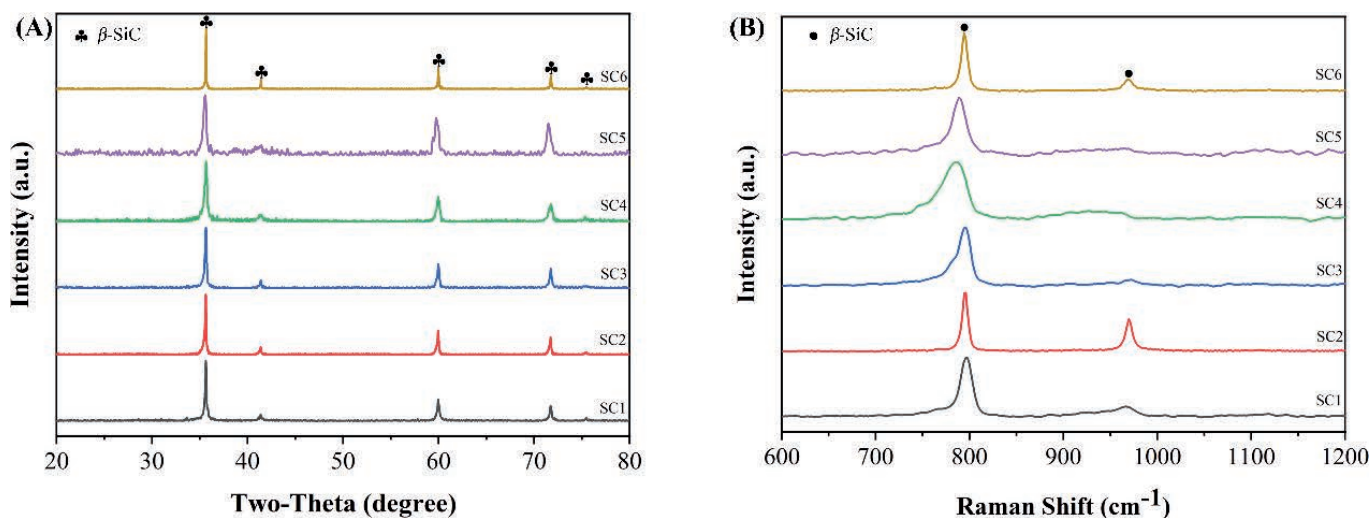 (A)
♣ β-SiC
SC6
SC5
SC4
SC3
SC2
SC1
Intensity (a.u.)
20 30 40 50 60 70 80
Two-Theta (degree)
(B)
● β-SiC
SC6
SC5
SC4
SC3
SC2
SC1
Intensity (a.u.)
600 700 800 900 1000 1100 1200
Raman Shift (cm⁻¹)